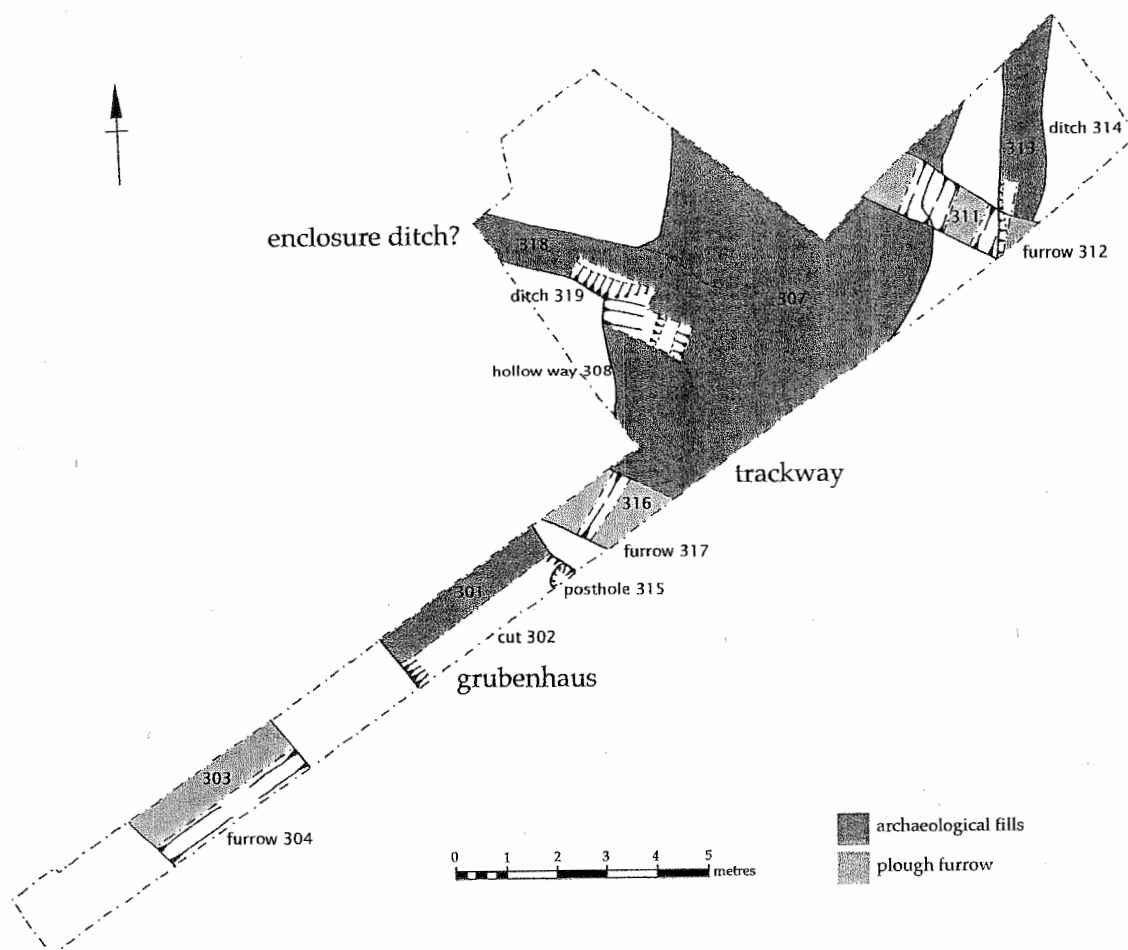 ditch 314
313
311
furrow 312
enclosure ditch?
318
ditch 319
307
hollow way 308
trackway
316
furrow 317
301
posthole 315
cut 302
grubenhaus
303
furrow 304
0 1 2 3 4 5
metres
archaeological fills
plough furrow